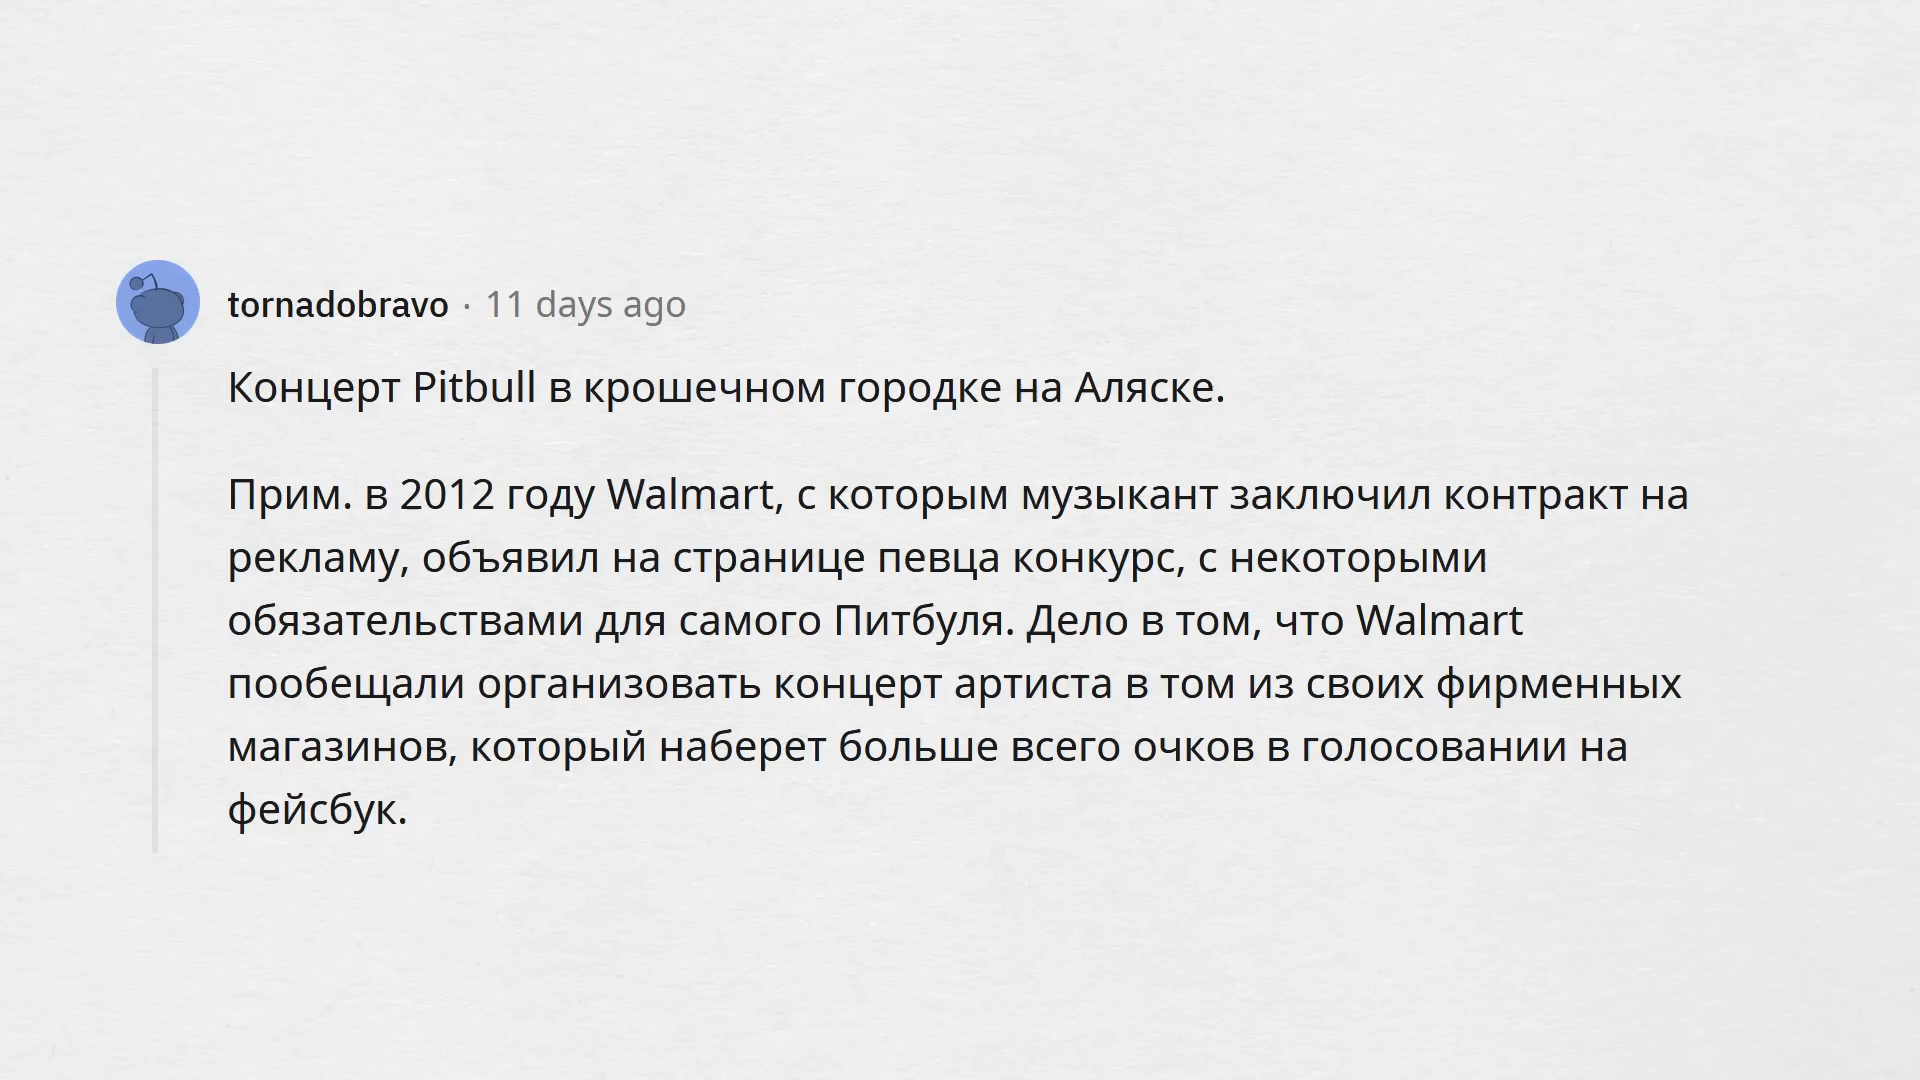 tornadobravo · 11 days ago
Концерт Pitbull в крошечном городке на Аляске.
Прим. в 2012 году Walmart, с которым музыкант заключил контракт на
рекламу, объявил на странице певца конкурс, с некоторыми
обязательствами для самого Питбуля. Дело в том, что Walmart
пообещали организовать концерт артиста в том из своих фирменных
магазинов, который наберет больше всего очков в голосовании на
фейсбук.